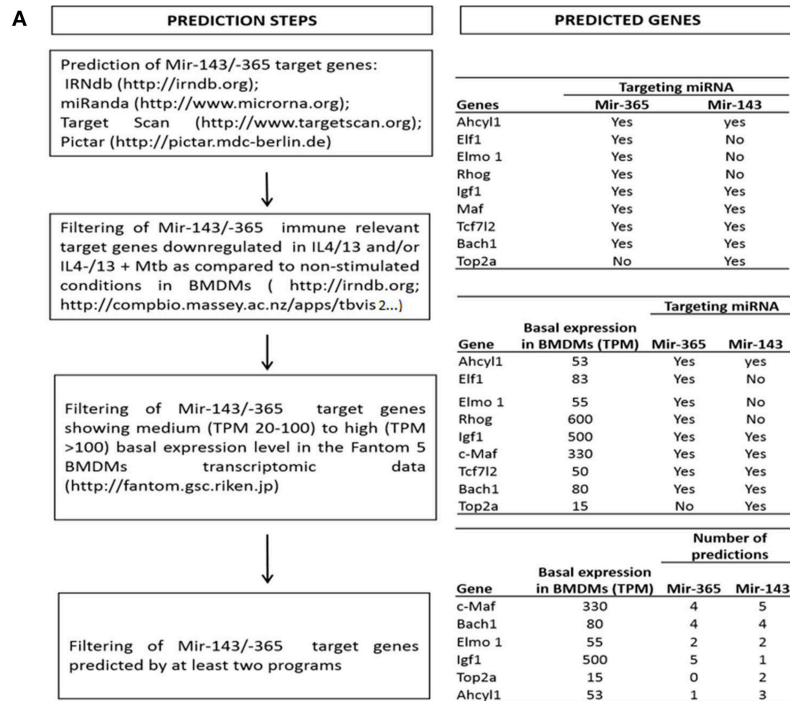 A
PREDICTION STEPS
Prediction of Mir-143/-365 target genes:
IRNdb (http://irndb.org);
miRanda (http://www.microrna.org);
Target Scan (http://www.targetscan.org);
Pictar (http://pictar.mdc-berlin.de)
Filtering of Mir-143/-365 immune relevant
target genes downregulated in IL4/13 and/or
IL4-/13 + Mtb as compared to non-stimulated
conditions in BMDMs ( http://irndb.org;
http://compbio.massey.ac.nz/apps/tbvis2...)
Filtering of Mir-143/-365 target genes
showing medium (TPM 20-100) to high (TPM
>100) basal expression level in the Fantom 5
BMDMs transcriptomic data
(http://fantom.gsc.riken.jp)
Filtering of Mir-143/-365 target genes
predicted by at least two programs
PREDICTED GENES
Targeting miRNA
Genes Mir-365 Mir-143
Ahcyl1 Yes yes
Elf1 Yes No
Elmo 1 Yes No
Rhog Yes No
Igf1 Yes Yes
Maf Yes Yes
Tcf7l2 Yes Yes
Bach1 Yes Yes
Top2a No Yes
Targeting miRNA
Basal expression
Gene in BMDMs (TPM) Mir-365 Mir-143
Ahcyl1 53 Yes yes
Elf1 83 Yes No
Elmo 1 55 Yes No
Rhog 600 Yes No
Igf1 500 Yes Yes
c-Maf 330 Yes Yes
Tcf7l2 50 Yes Yes
Bach1 80 Yes Yes
Top2a 15 No Yes
Number of
predictions
Basal expression
Gene in BMDMs (TPM) Mir-365 Mir-143
c-Maf 330 4 5
Bach1 80 4 4
Elmo 1 55 2 2
Igf1 500 5 1
Top2a 15 0 2
Ahcyl1 53 1 3